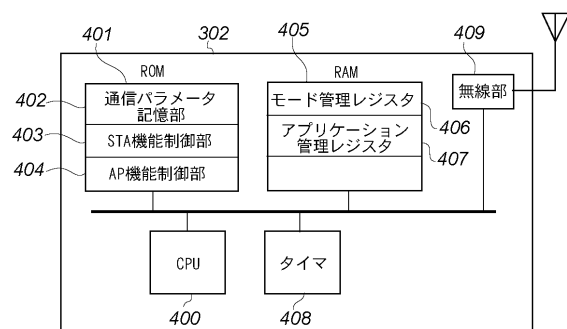 302
401
405
409
ROM
RAM
402
通信パラメータ
記憶部
モード管理レジスタ
406
無線部
403
STA機能制御部
アプリケーション
管理レジスタ
407
404
AP機能制御部
CPU
タイマ
400
408